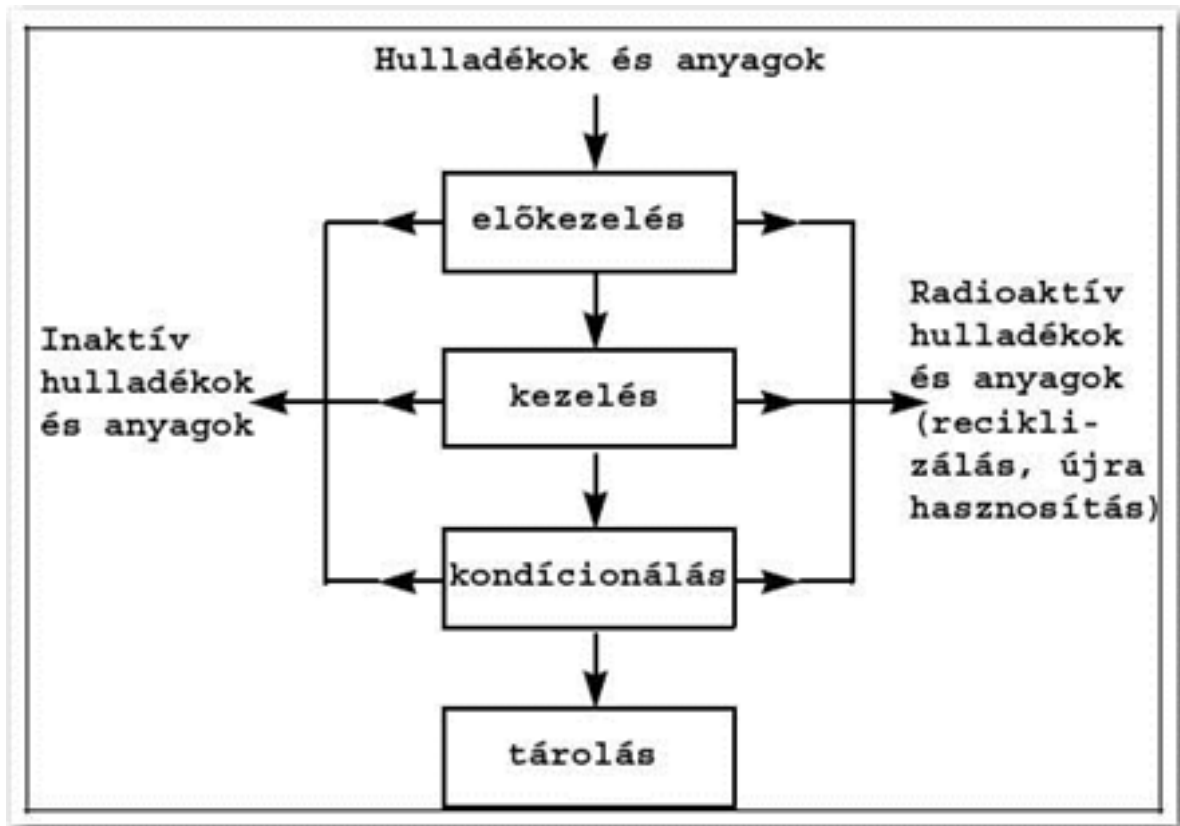 Hulladékok és anyagok
előkezelés
Inaktív
hulladékok
és anyagok
kezelés
Radioaktív
hulladékok
és anyagok
(recikli-
zálás, újra
hasznosítás)
kondícionálás
tárolás